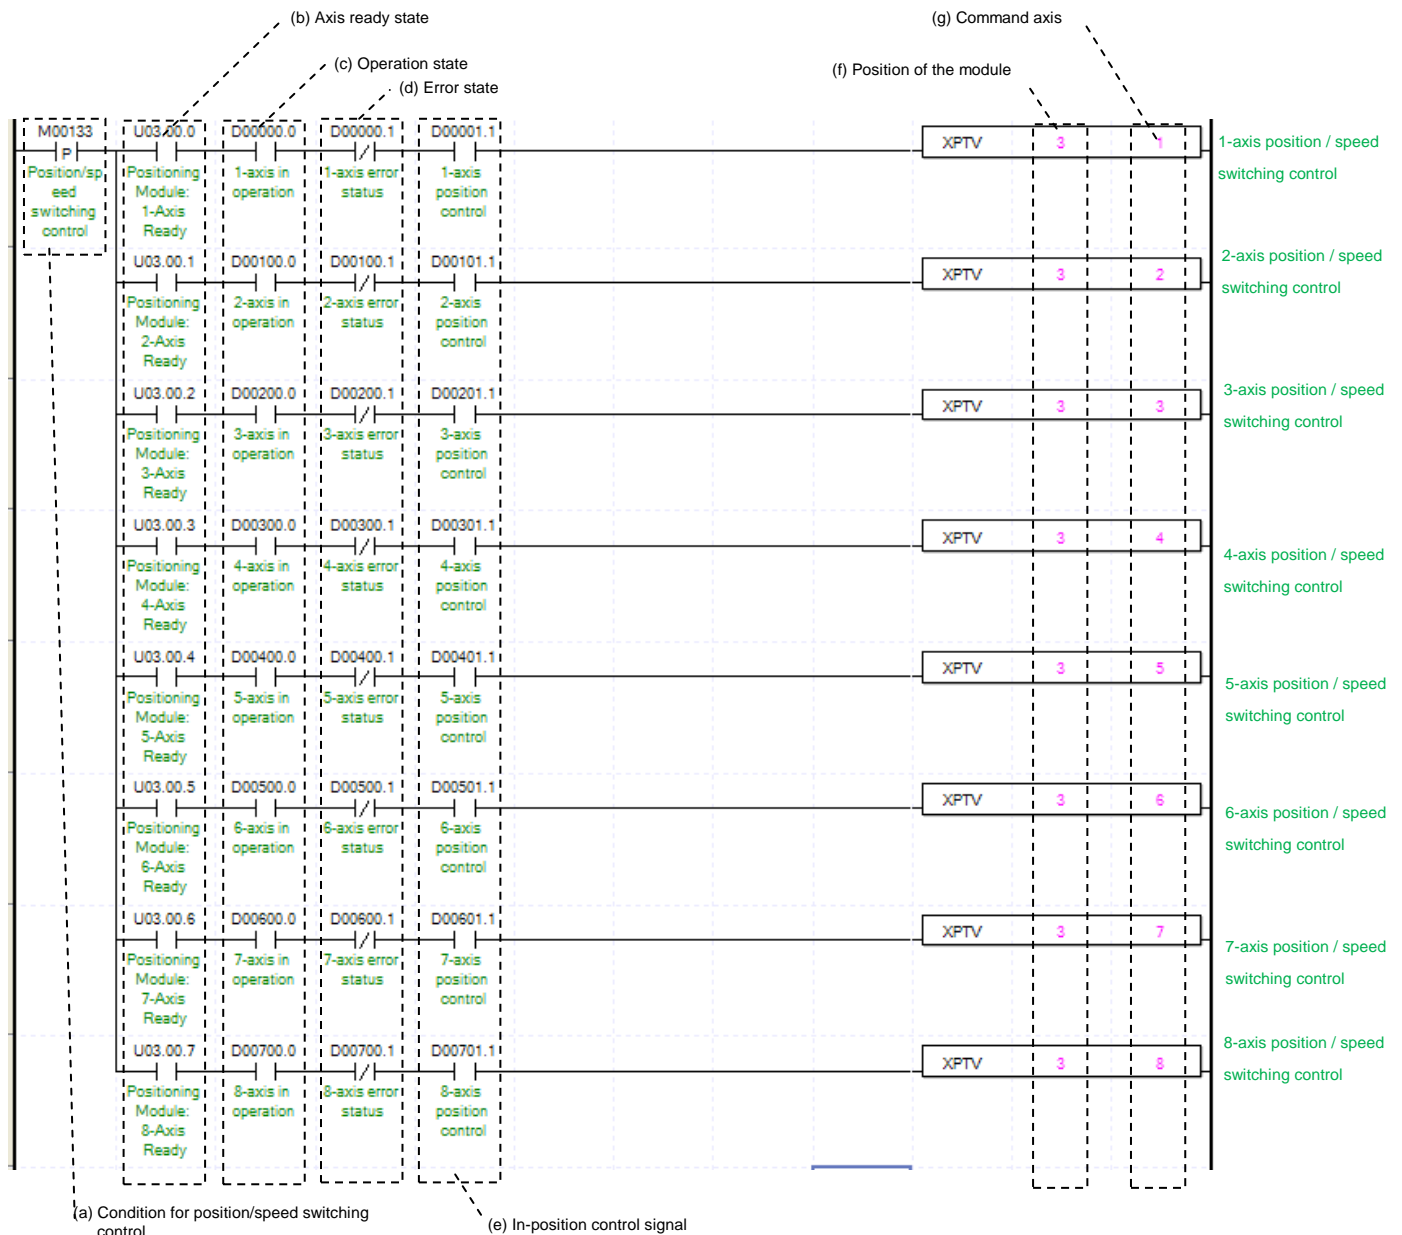 (b) Axis ready state
(g) Command axis
(c) Operation state
(f) Position of the module
(d) Error state
M00133 U03.00.0 D00000.0 D00000.1 D00001.1
P
XPTV 3 1
1-axis position / speed
switching control
Position/sp
eed
switching
control
Positioning
Module:
1-Axis
Ready
1-axis in
operation
1-axis error
status
1-axis
position
control
U03.00.1 D00100.0 D00100.1 D00101.1
XPTV 3 2
2-axis position / speed
switching control
Positioning
Module:
2-Axis
Ready
2-axis in
operation
2-axis error
status
2-axis
position
control
U03.00.2 D00200.0 D00200.1 D00201.1
XPTV 3 3
3-axis position / speed
switching control
Positioning
Module:
3-Axis
Ready
3-axis in
operation
3-axis error
status
3-axis
position
control
U03.00.3 D00300.0 D00300.1 D00301.1
XPTV 3 4
4-axis position / speed
switching control
Positioning
Module:
4-Axis
Ready
4-axis in
operation
4-axis error
status
4-axis
position
control
U03.00.4 D00400.0 D00400.1 D00401.1
XPTV 3 5
5-axis position / speed
switching control
Positioning
Module:
5-Axis
Ready
5-axis in
operation
5-axis error
status
5-axis
position
control
U03.00.5 D00500.0 D00500.1 D00501.1
XPTV 3 6
6-axis position / speed
switching control
Positioning
Module:
6-Axis
Ready
6-axis in
operation
6-axis error
status
6-axis
position
control
U03.00.6 D00600.0 D00600.1 D00601.1
XPTV 3 7
7-axis position / speed
switching control
Positioning
Module:
7-Axis
Ready
7-axis in
operation
7-axis error
status
7-axis
position
control
U03.00.7 D00700.0 D00700.1 D00701.1
XPTV 3 8
8-axis position / speed
switching control
Positioning
Module:
8-Axis
Ready
8-axis in
operation
8-axis error
status
8-axis
position
control
(a) Condition for position/speed switching
control
(e) In-position control signal